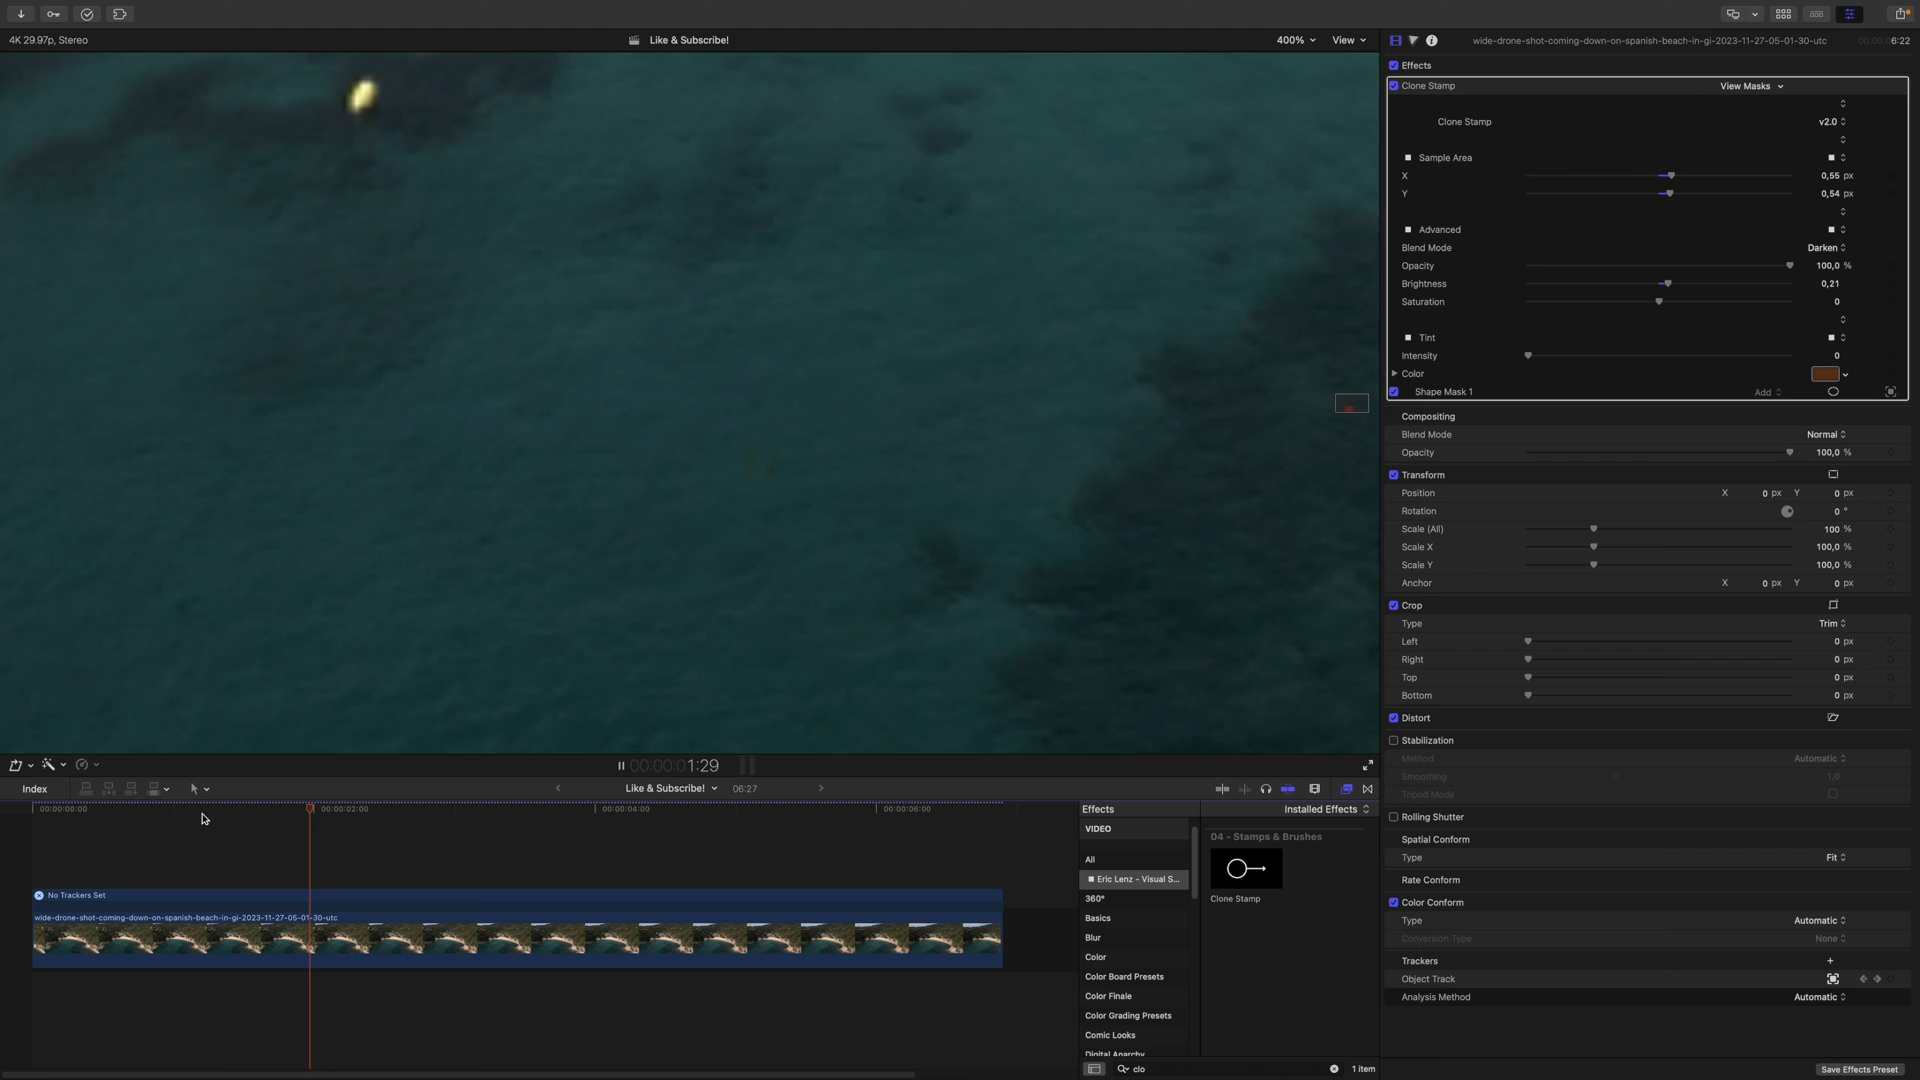 4K 29.97p, Stereo
Like & Subscribe!
400%
View
wide-drone-shot-coming-down-on-spanish-beach-in-gi-2023-11-27-05-01-30-utc
00:00:06:22
Effects
Clone Stamp
View Masks
Clone Stamp
v2.0
Sample Area
X
0,55 px
Y
0,54 px
Advanced
Blend Mode
Darken
Opacity
100,0 %
Brightness
0,21
Saturation
0
Tint
Intensity
0
Color
Shape Mask 1
Add
Compositing
Blend Mode
Normal
Opacity
100,0 %
Transform
Position
X 0 px Y 0 px
Rotation
0 °
Scale (All)
100 %
Scale X
100,0 %
Scale Y
100,0 %
Anchor
X 0 px Y 0 px
Crop
Type
Trim
Left
0 px
Right
0 px
Top
0 px
Bottom
0 px
Distort
Stabilization
Method
Automatic
Smoothing
1,0
Tripod Mode
Rolling Shutter
Spatial Conform
Type
Fit
Rate Conform
Color Conform
Type
Automatic
Conversion Type
None
Trackers
Object Track
Analysis Method
Automatic
Save Effects Preset
00:00:00:01:29
Index
Like & Subscribe!
06:27
00:00:00:00
00:00:02:00
00:00:04:00
00:00:06:00
No Trackers Set
wide-drone-shot-coming-down-on-spanish-beach-in-gi-2023-11-27-05-01-30-utc
Effects
Installed Effects
VIDEO
All
Eric Lenz - Visual S...
360°
Basics
Blur
Color
Color Board Presets
Color Finale
Color Grading Presets
Comic Looks
Digital Anarchy
04 - Stamps & Brushes
Clone Stamp
clo
1 item